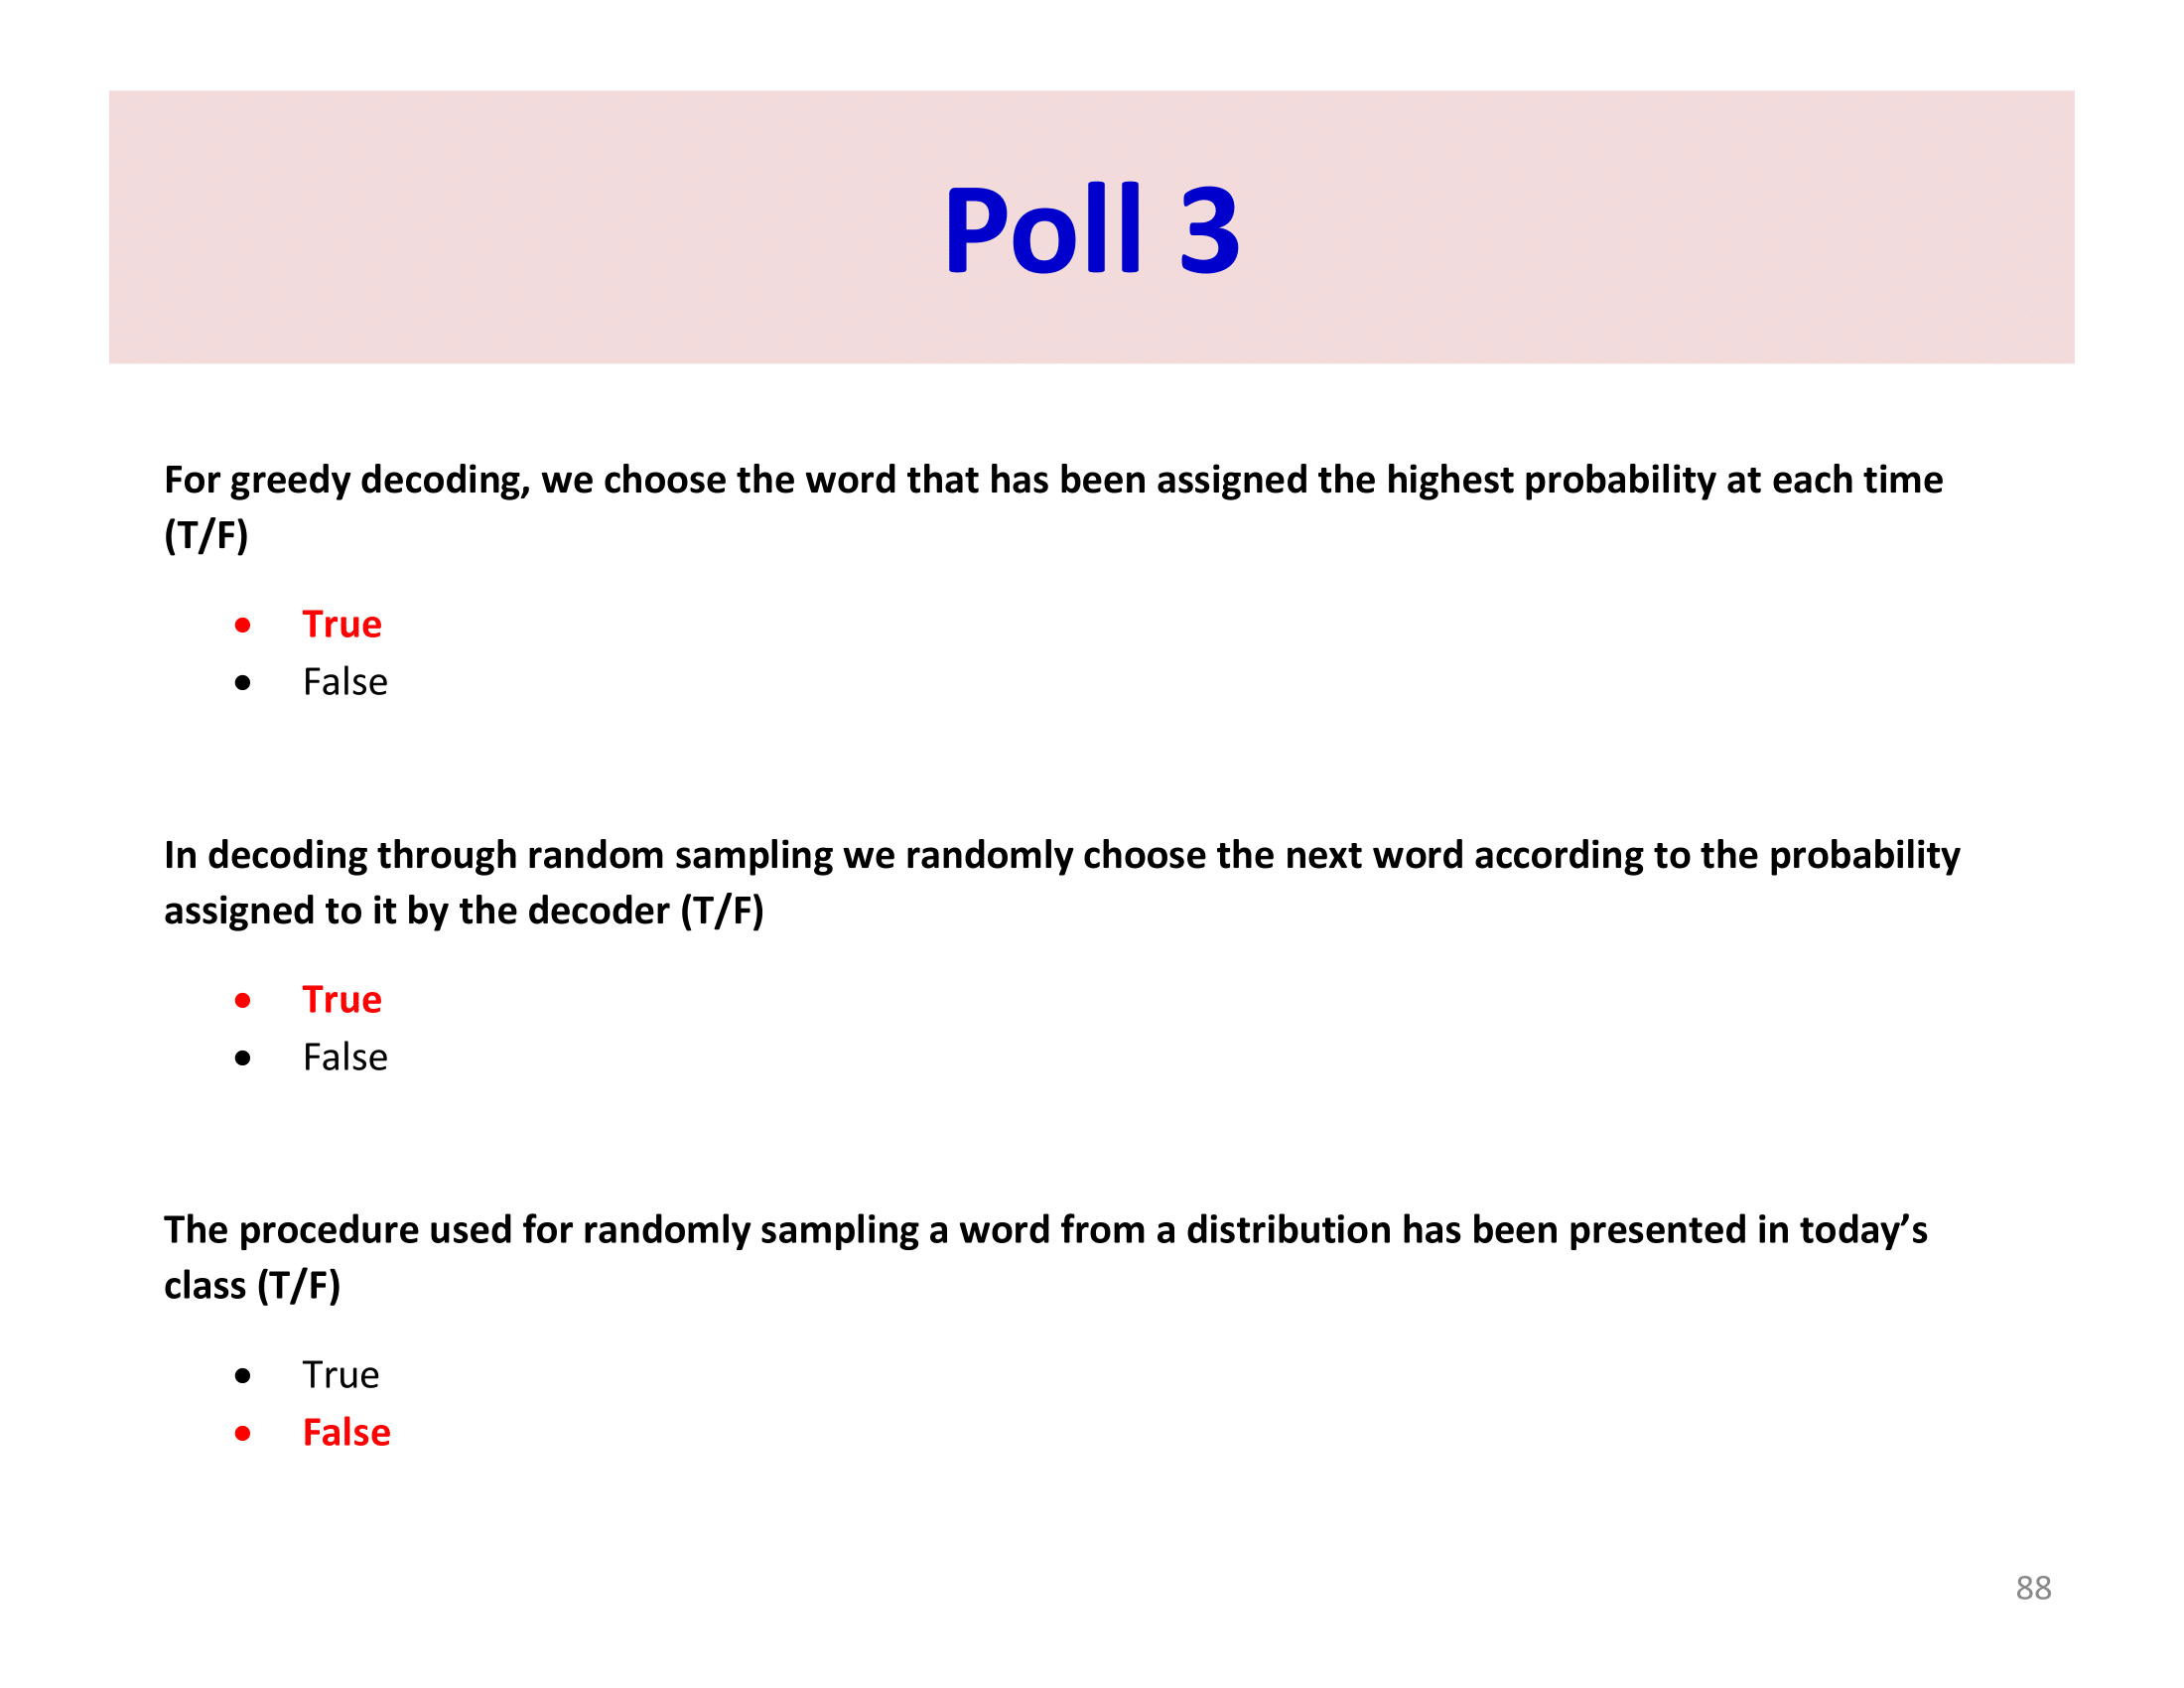 Poll 3
For greedy decoding, we choose the word that has been assigned the highest probability at each time
(T/F)
• True
• False
In decoding through random sampling we randomly choose the next word according to the probability
assigned to it by the decoder (T/F)
• True
• False
The procedure used for randomly sampling a word from a distribution has been presented in today’s
class (T/F)
• True
• False
88